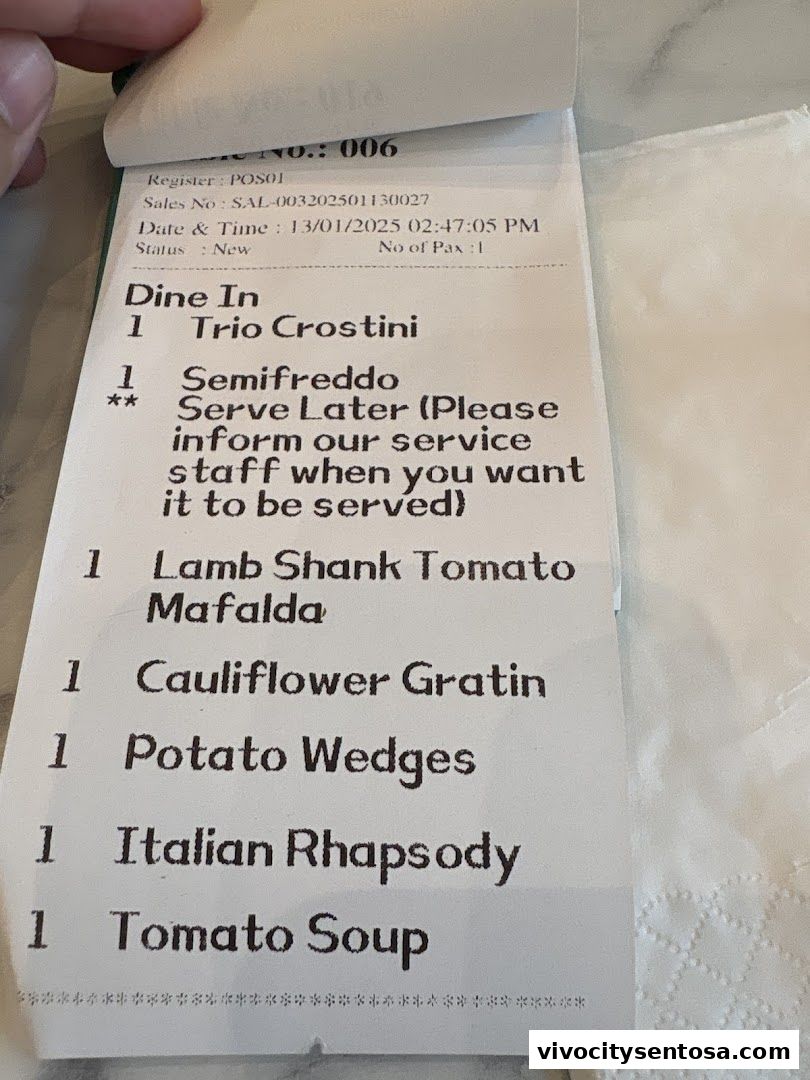 No.: 006
Register : POS01
Sales No : SAL-003202501130027
Date & Time : 13/01/2025 02:47:05 PM
Status : New No of Pax :1
Dine In
1 Trio Crostini
1 Semifreddo
** Serve Later (Please
inform our service
staff when you want
it to be served)
1 Lamb Shank Tomato
Mafalda
1 Cauliflower Gratin
1 Potato Wedges
1 Italian Rhapsody
1 Tomato Soup
************************************
vivocitysentosa.com